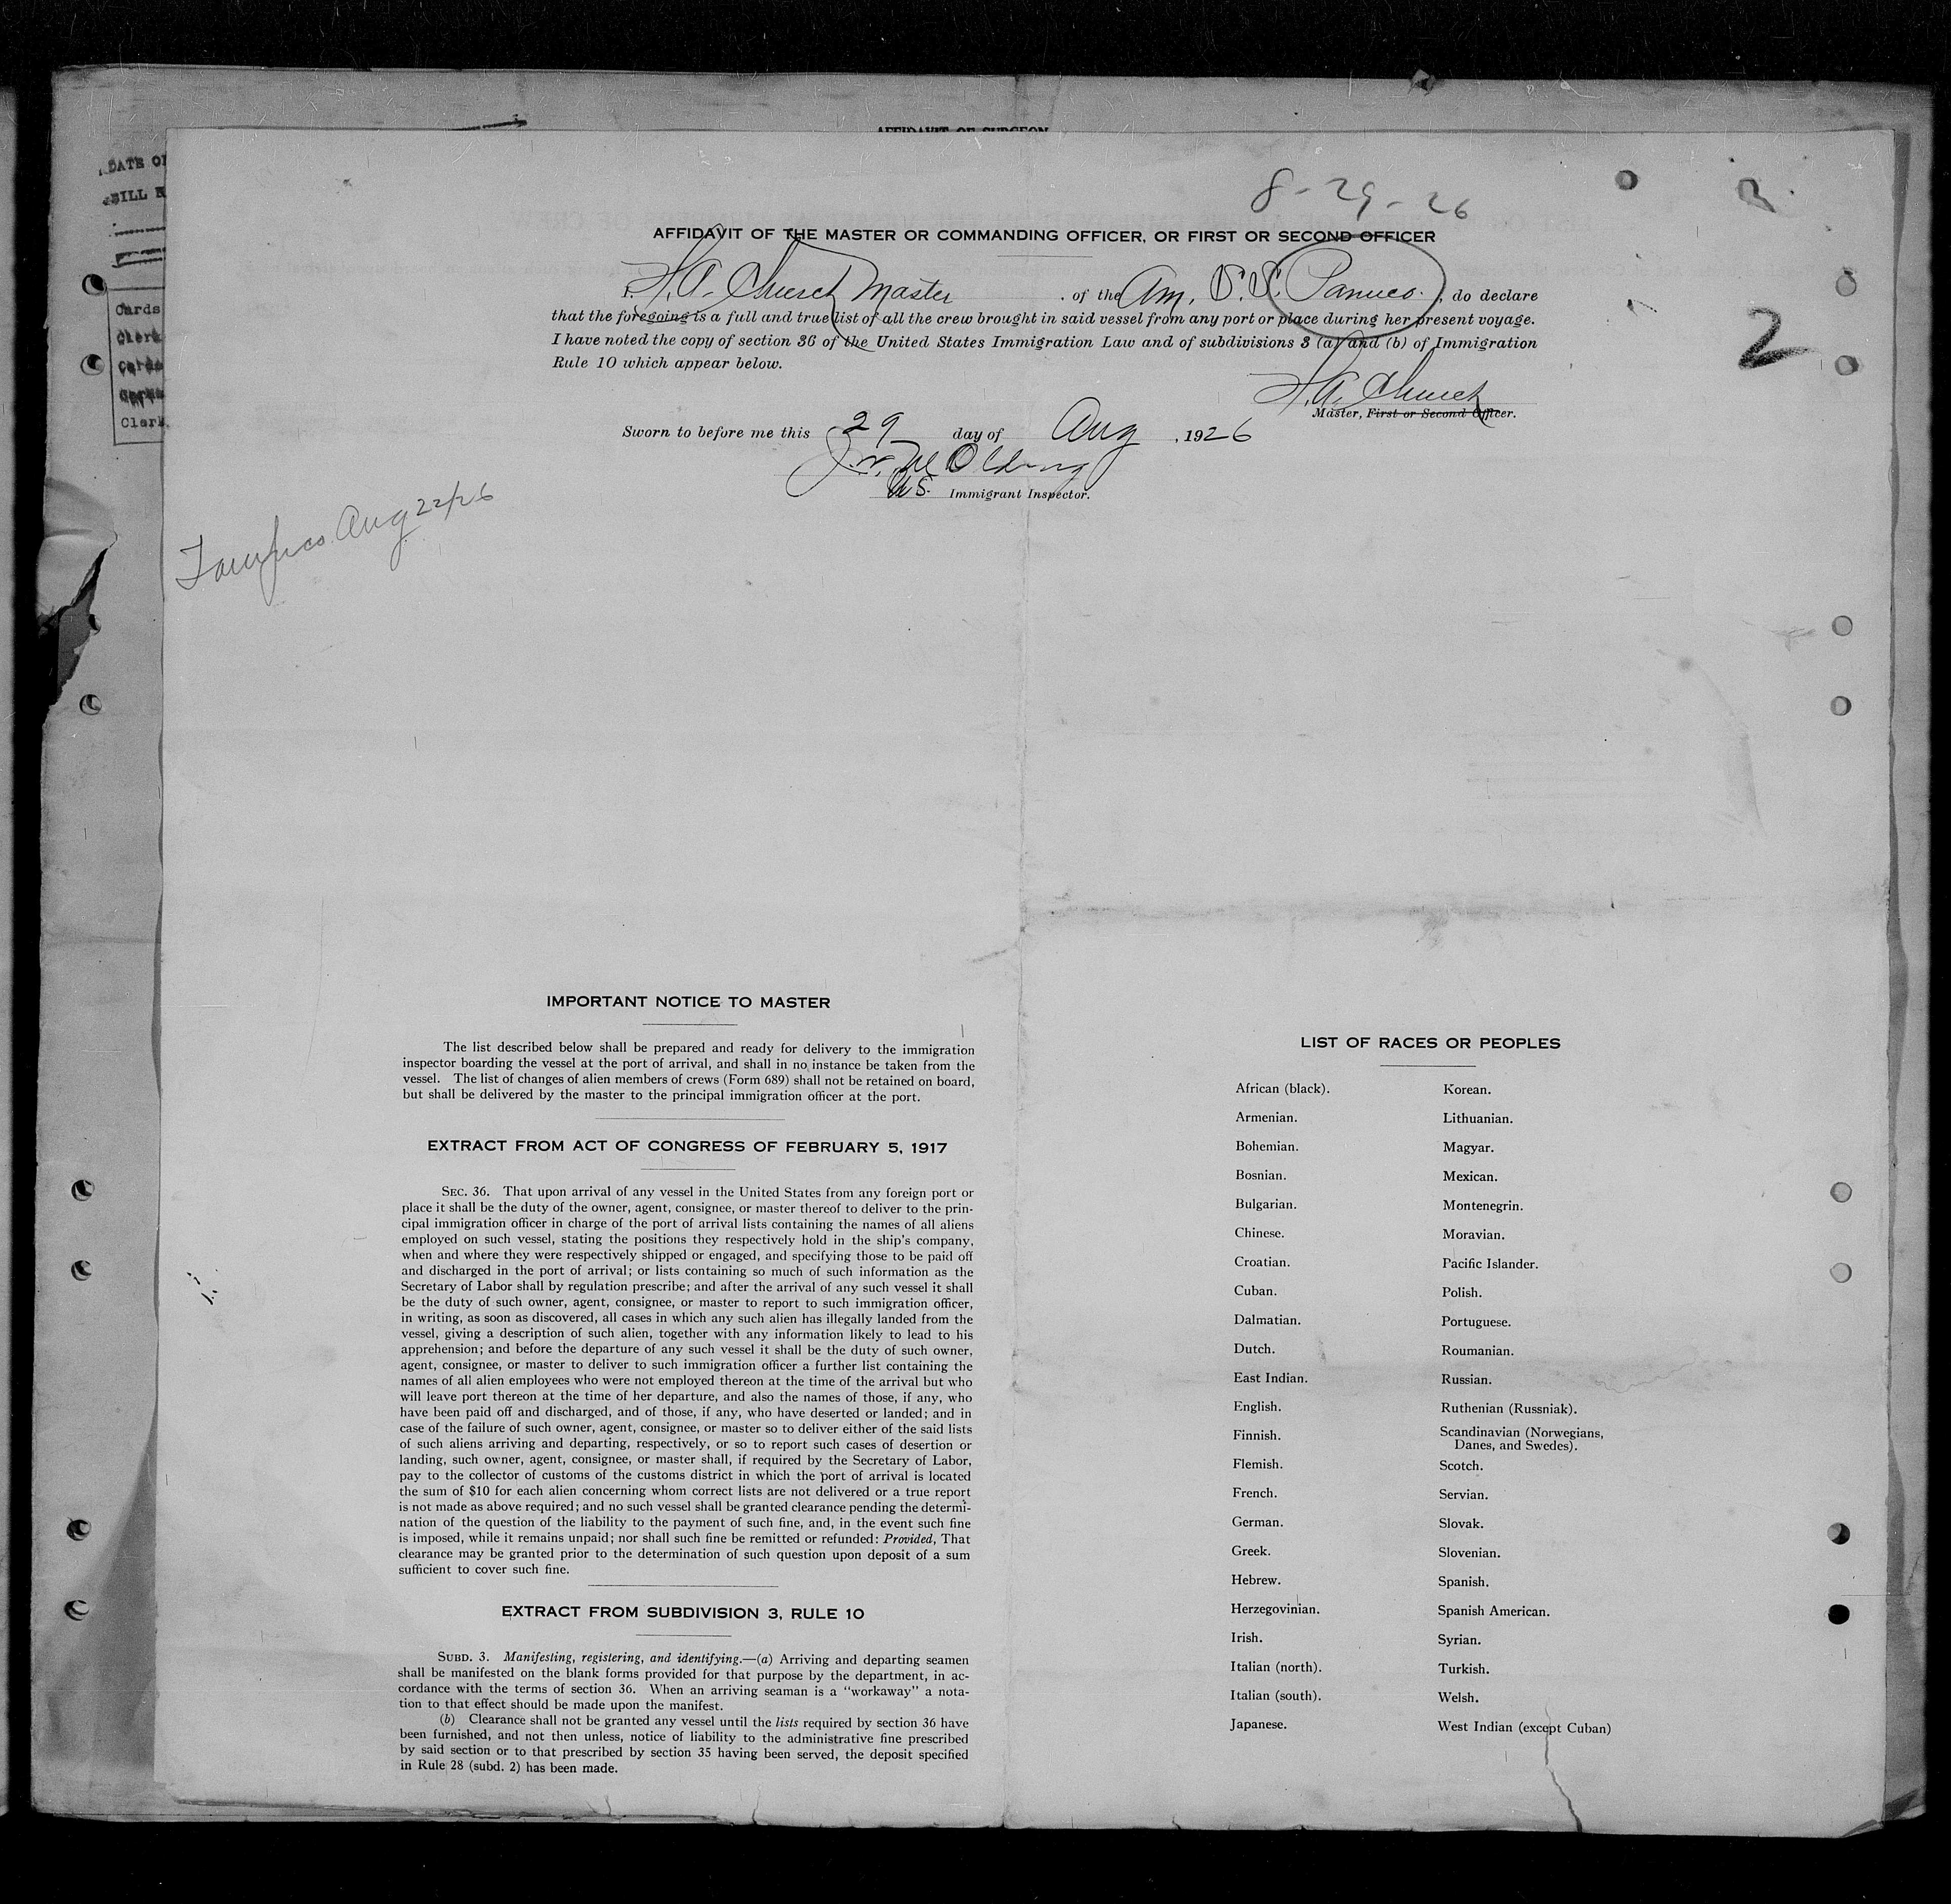 AFFIDAVIT OF SURGEON
DATE OF
BILL
Cards
Clerk
Cards
Clerk
8-29-26
2
AFFIDAVIT OF THE MASTER OR COMMANDING OFFICER, OR FIRST OR SECOND OFFICER
I, H.A. Church Master, of the Am. S.S. Panuco, do declare
that the foregoing is a full and true list of all the crew brought in said vessel from any port or place during her present voyage.
I have noted the copy of section 36 of the United States Immigration Law and of subdivisions 3 (a) and (b) of Immigration
Rule 10 which appear below.
H.A. Church
Master, First or Second Officer.
Sworn to before me this 29 day of Aug, 1926
U.S. Immigrant Inspector.
Tampico Aug 22/26
IMPORTANT NOTICE TO MASTER
The list described below shall be prepared and ready for delivery to the immigration
inspector boarding the vessel at the port of arrival, and shall in no instance be taken from the
vessel. The list of changes of alien members of crews (Form 689) shall not be retained on board,
but shall be delivered by the master to the principal immigration officer at the port.
EXTRACT FROM ACT OF CONGRESS OF FEBRUARY 5, 1917
SEC. 36. That upon arrival of any vessel in the United States from any foreign port or
place it shall be the duty of the owner, agent, consignee, or master thereof to deliver to the prin-
cipal immigration officer in charge of the port of arrival lists containing the names of all aliens
employed on such vessel, stating the positions they respectively hold in the ship's company,
when and where they were respectively shipped or engaged, and specifying those to be paid off
and discharged in the port of arrival; or lists containing so much of such information as the
Secretary of Labor shall by regulation prescribe; and after the arrival of any such vessel it shall
be the duty of such owner, agent, consignee, or master to report to such immigration officer,
in writing, as soon as discovered, all cases in which any such alien has illegally landed from the
vessel, giving a description of such alien, together with any information likely to lead to his
apprehension; and before the departure of any such vessel it shall be the duty of such owner,
agent, consignee, or master to deliver to such immigration officer a further list containing the
names of all alien employees who were not employed thereon at the time of the arrival but who
will leave port thereon at the time of her departure, and also the names of those, if any, who
have been paid off and discharged, and of those, if any, who have deserted or landed; and in
case of the failure of such owner, agent, consignee, or master so to deliver either of the said lists
of such aliens arriving and departing, respectively, or so to report such cases of desertion or
landing, such owner, agent, consignee, or master shall, if required by the Secretary of Labor,
pay to the collector of customs of the customs district in which the port of arrival is located
the sum of $10 for each alien concerning whom correct lists are not delivered or a true report
is not made as above required; and no such vessel shall be granted clearance pending the determi-
nation of the question of the liability to the payment of such fine, and, in the event such fine
is imposed, while it remains unpaid; nor shall such fine be remitted or refunded: Provided, That
clearance may be granted prior to the determination of such question upon deposit of a sum
sufficient to cover such fine.
EXTRACT FROM SUBDIVISION 3, RULE 10
SUBD. 3. Manifesting, registering, and identifying.—(a) Arriving and departing seamen
shall be manifested on the blank forms provided for that purpose by the department, in ac-
cordance with the terms of section 36. When an arriving seaman is a "workaway" a nota-
tion to that effect should be made upon the manifest.
(b) Clearance shall not be granted any vessel until the lists required by section 36 have
been furnished, and not then unless, notice of liability to the administrative fine prescribed
by said section or to that prescribed by section 35 having been served, the deposit specified
in Rule 28 (subd. 2) has been made.
LIST OF RACES OR PEOPLES
African (black). Korean.
Armenian. Lithuanian.
Bohemian. Magyar.
Bosnian. Mexican.
Bulgarian. Montenegrin.
Chinese. Moravian.
Croatian. Pacific Islander.
Cuban. Polish.
Dalmatian. Portuguese.
Dutch. Roumanian.
East Indian. Russian.
English. Ruthenian (Russniak).
Finnish. Scandinavian (Norwegians,
Danes, and Swedes).
Flemish. Scotch.
French. Servian.
German. Slovak.
Greek. Slovenian.
Hebrew. Spanish.
Herzegovinian. Spanish American.
Irish. Syrian.
Italian (north). Turkish.
Italian (south). Welsh.
Japanese. West Indian (except Cuban)